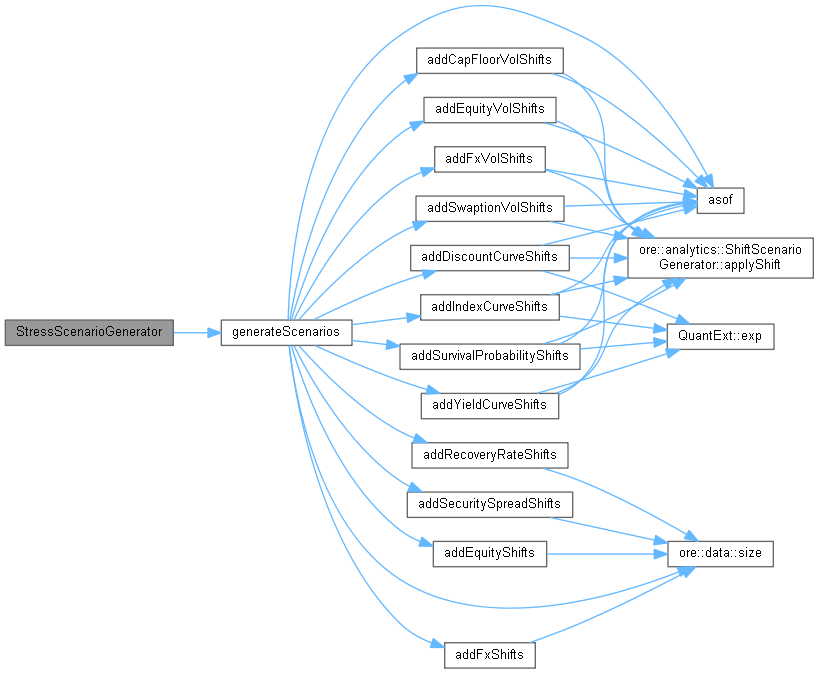 addCapFloorVolShifts
addEquityVolShifts
addFxVolShifts
asof
addSwaptionVolShifts
addDiscountCurveShifts
ore::analytics::ShiftScenario
Generator::applyShift
addIndexCurveShifts
StressScenarioGenerator
generateScenarios
QuantExt::exp
addSurvivalProbabilityShifts
addYieldCurveShifts
addRecoveryRateShifts
addSecuritySpreadShifts
addEquityShifts
ore::data::size
addFxShifts